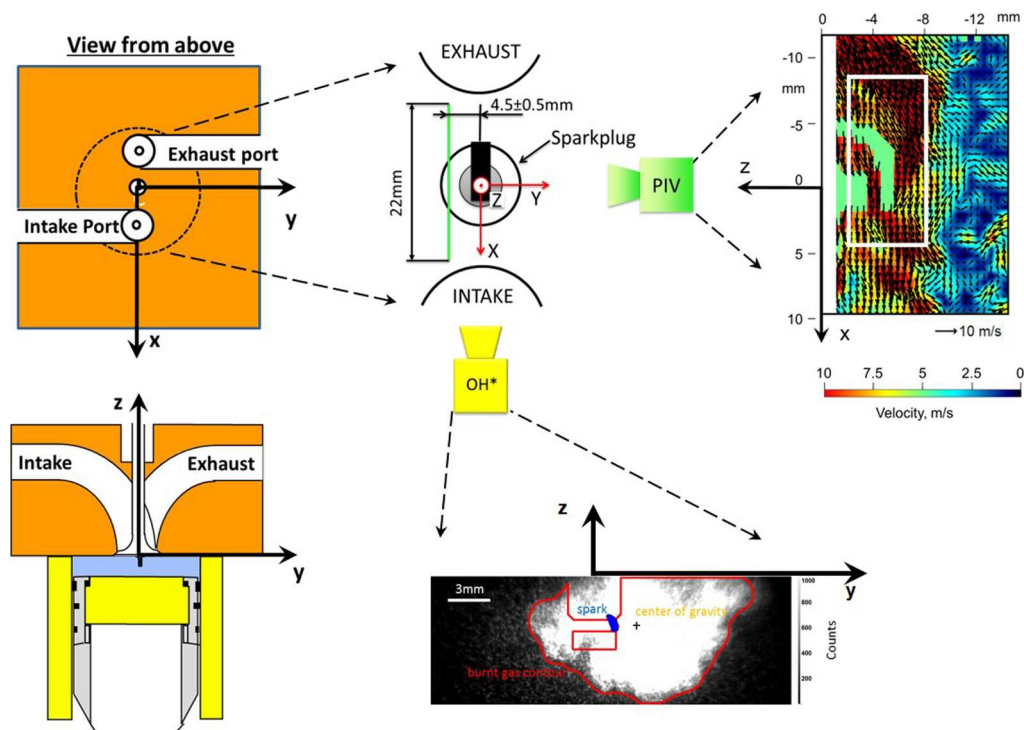 View from above
Exhaust port
Intake Port
y
x
EXHAUST
4.5±0.5mm
Sparkplug
22mm
Z
Y
X
INTAKE
OH*
PIV
0 -4 -8 -12 mm
-10
mm
-5
Z
0
5
10
X
10 m/s
10 7.5 5 2.5 0
Velocity, m/s
z
Intake
Exhaust
y
z
y
3mm
spark
center of gravity
+
burnt gas contour
1000
800
600
400
200
Counts